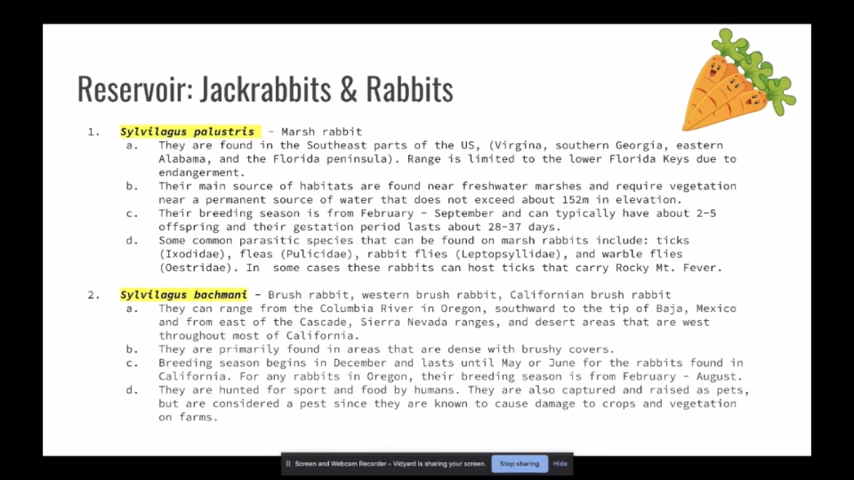 Reservoir: Jackrabbits & Rabbits
1. Sylvilagus palustris - Marsh rabbit
a. They are found in the Southeast parts of the US, (Virgina, southern Georgia, eastern
Alabama, and the Florida peninsula). Range is limited to the lower Florida Keys due to
endangerment.
b. Their main source of habitats are found near freshwater marshes and require vegetation
near a permanent source of water that does not exceed about 152m in elevation.
c. Their breeding season is from February - September and can typically have about 2-5
offspring and their gestation period lasts about 28-37 days.
d. Some common parasitic species that can be found on marsh rabbits include: ticks
(Ixodidae), fleas (Pulicidae), rabbit flies (Leptopsyllidae), and warble flies
(Oestridae). In some cases these rabbits can host ticks that carry Rocky Mt. Fever.
2. Sylvilagus bachmani - Brush rabbit, western brush rabbit, Californian brush rabbit
a. They can range from the Columbia River in Oregon, southward to the tip of Baja, Mexico
and from east of the Cascade, Sierra Nevada ranges, and desert areas that are west
throughout most of California.
b. They are primarily found in areas that are dense with brushy covers.
c. Breeding season begins in December and lasts until May or June for the rabbits found in
California. For any rabbits in Oregon, their breeding season is from February - August.
d. They are hunted for sport and food by humans. They are also captured and raised as pets,
but are considered a pest since they are known to cause damage to crops and vegetation
on farms.
Screen and Webcam Recorder - Vidyard is sharing your screen. Stop sharing Hide